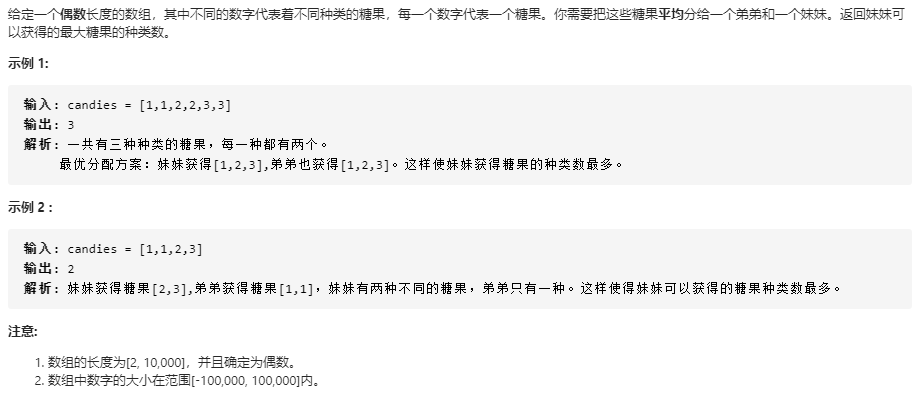 给定一个偶数长度的数组，其中不同的数字代表着不同种类的糖果，每一个数字代表一个糖果。你需要把这些糖果平均分给一个弟弟和一个妹妹。返回妹妹可
以获得的最大糖果的种类数。
示例 1:
输入: candies = [1,1,2,2,3,3]
输出: 3
解析: 一共有三种种类的糖果，每一种都有两个。
最优分配方案：妹妹获得[1,2,3],弟弟也获得[1,2,3]。这样使妹妹获得糖果的种类数最多。
示例 2 :
输入: candies = [1,1,2,3]
输出: 2
解析: 妹妹获得糖果[2,3],弟弟获得糖果[1,1]，妹妹有两种不同的糖果，弟弟只有一种。这样使得妹妹可以获得的糖果种类数最多。
注意:
1. 数组的长度为[2, 10,000]，并且确定为偶数。
2. 数组中数字的大小在范围[-100,000, 100,000]内。